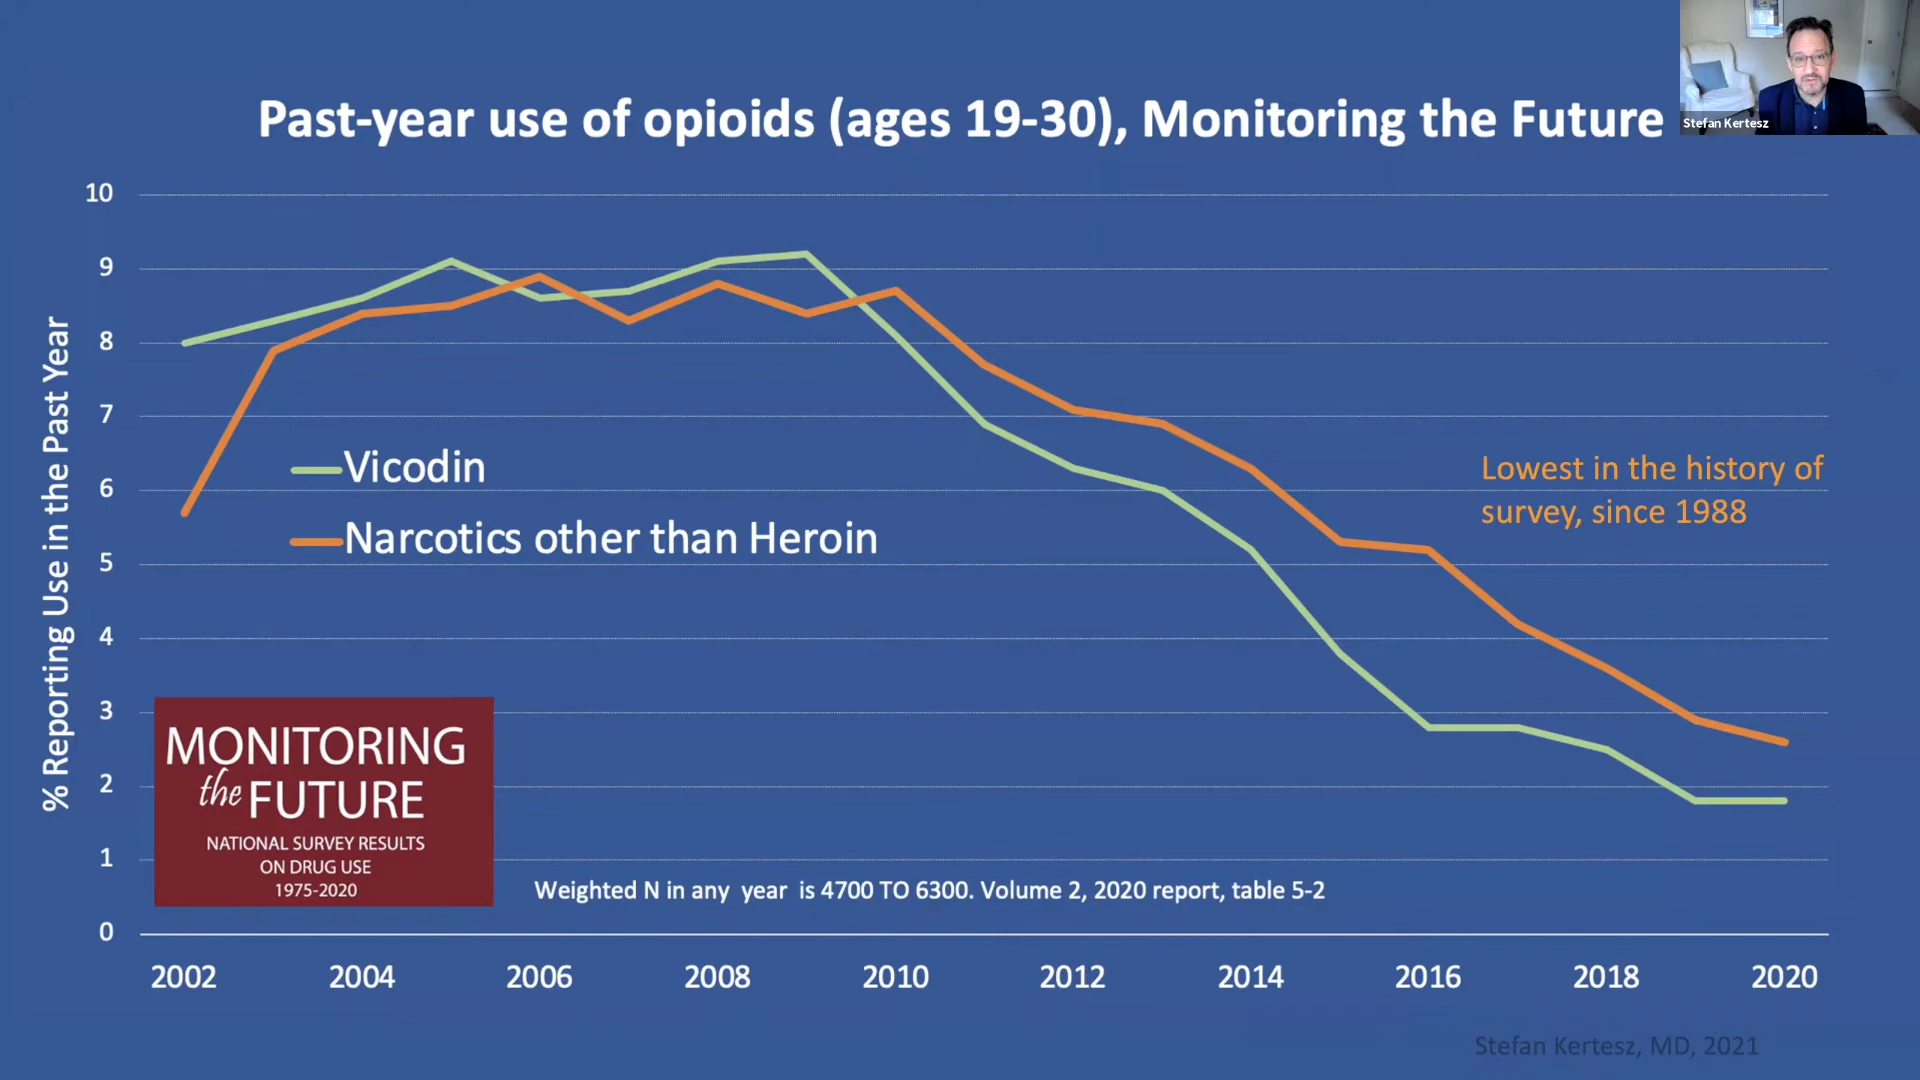 Stefan Kertesz
Past-year use of opioids (ages 19-30), Monitoring the Future
% Reporting Use in the Past Year
10
9
8
7
6
5
4
3
2
1
0
Vicodin
Narcotics other than Heroin
Lowest in the history of
survey, since 1988
MONITORING
the FUTURE
NATIONAL SURVEY RESULTS
ON DRUG USE
1975-2020
Weighted N in any  year  is 4700 TO 6300. Volume 2, 2020 report, table 5-2
2002 2004 2006 2008 2010 2012 2014 2016 2018 2020
Stefan Kertesz, MD, 2021